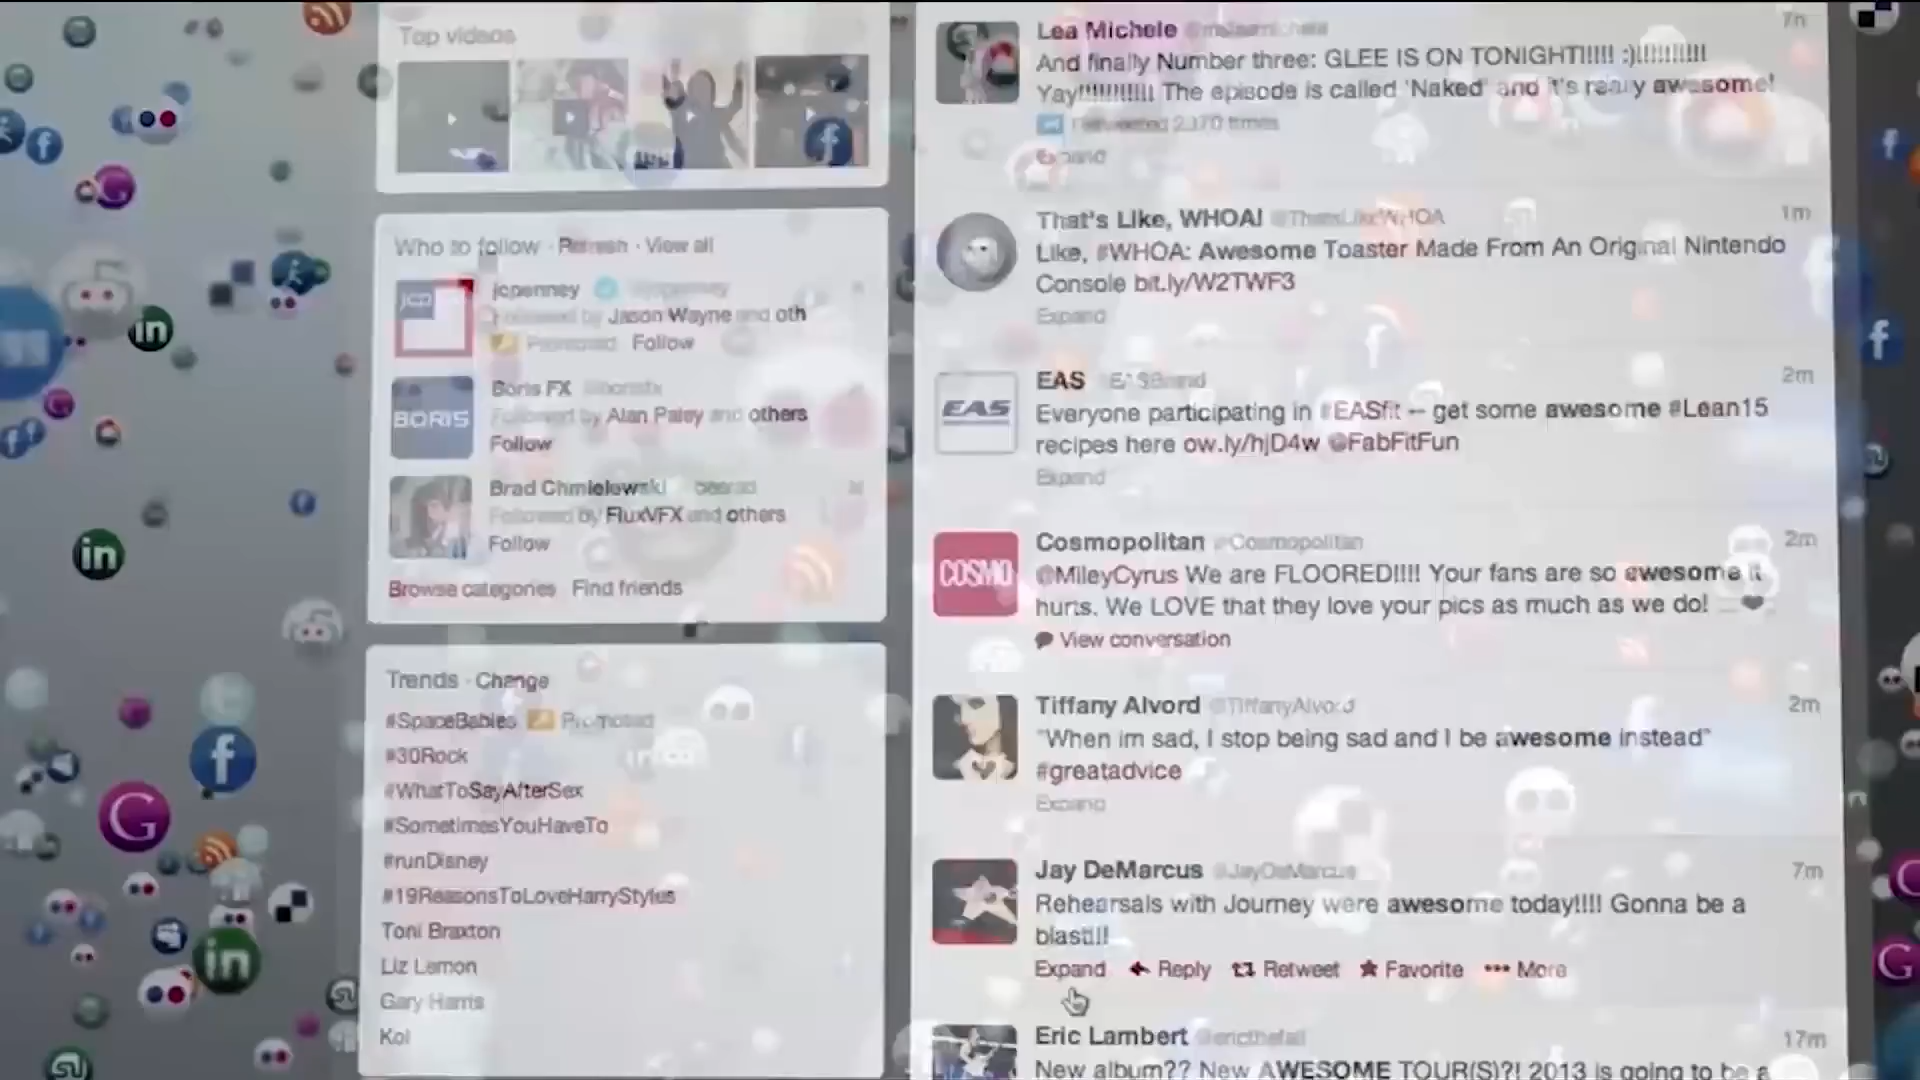 Top videos
Who to follow · Refresh · View all
jcp
jcpenney
Followed by Jason Wayne and oth
Promoted Follow
BORIS
Boris FX
Followed by Alan Paley and others
Follow
Brad Chmielewski
Followed by FluxVFX and others
Follow
Browse categories Find friends
Trends · Change
#SpaceBabies Promoted
#30Rock
#WhatToSayAfterSex
#SometimesYouHaveTo
#runDisney
#19ReasonsToLoveHarryStyles
Toni Braxton
Liz Lemon
Gary Harris
Kol
Lea Michele @msleamichele 7h
And finally Number three: GLEE IS ON TONIGHT!!!!! :)!!!!!!!!!!
Yay!!!!!!!!!!! The episode is called 'Naked' and it's really awesome!
Retweeted times
Expand
That's Like, WHOA! @ThatsLikeWHOA 1m
Like, #WHOA: Awesome Toaster Made From An Original Nintendo
Console bit.ly/W2TWF3
Expand
EAS
EAS @EASBrand 2m
Everyone participating in #EASfit -- get some awesome #Lean15
recipes here ow.ly/hjD4w @FabFitFun
Expand
COSMO
Cosmopolitan @Cosmopolitan 2m
@MileyCyrus We are FLOORED!!!! Your fans are so awesome it
hurts. We LOVE that they love your pics as much as we do! ... ❤
View conversation
Tiffany Alvord @TiffanyAlvord 2m
"When im sad, I stop being sad and I be awesome instead"
#greatadvice
Expand
Jay DeMarcus @JayDeMarcus 7m
Rehearsals with Journey were awesome today!!!! Gonna be a
blast!!!
Expand Reply Retweet Favorite More
Eric Lambert @ericthefail 17m
New album?? New AWESOME TOUR(S)?! 2013 is going to be a